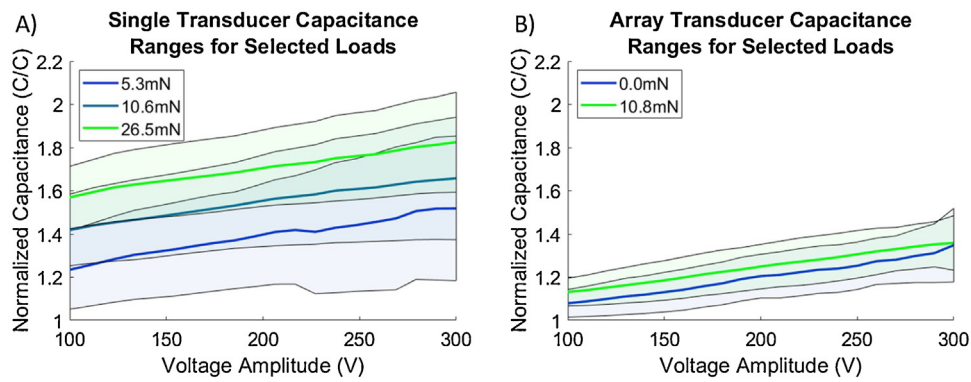 A)
Single Transducer Capacitance
Ranges for Selected Loads
Normalized Capacitance (C/C)
2.2
2
1.8
1.6
1.4
1.2
1
5.3mN
10.6mN
26.5mN
100
150
200
250
300
Voltage Amplitude (V)
B)
Array Transducer Capacitance
Ranges for Selected Loads
Normalized Capacitance (C/C)
2.2
2
1.8
1.6
1.4
1.2
1
0.0mN
10.8mN
100
150
200
250
300
Voltage Amplitude (V)